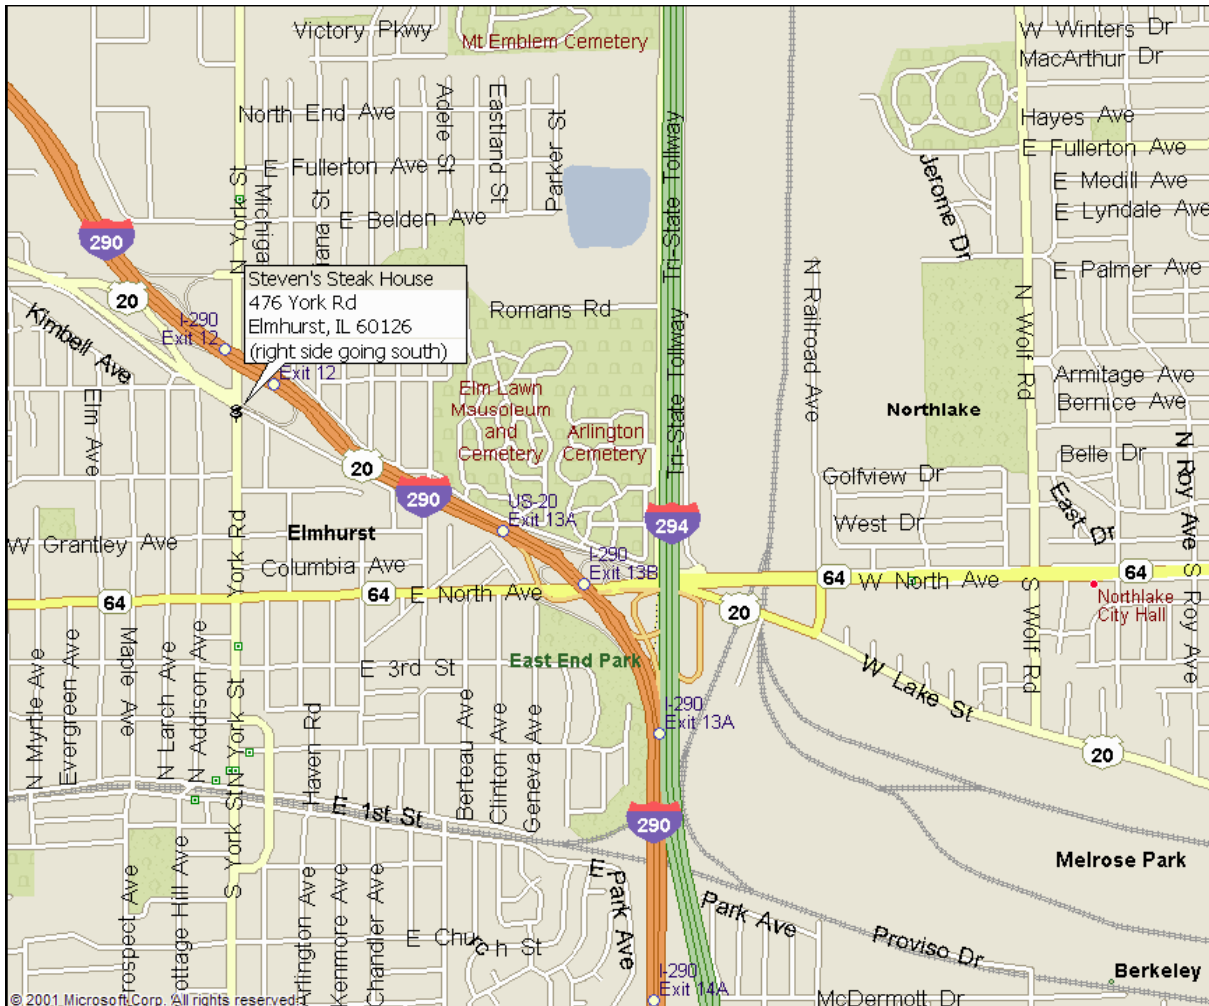 Victory Pkwy
Mt Emblem Cemetery
W Winters Dr
MacArthur Dr
North End Ave
Adele St
Eastland St
Parker St
Tri-State Tollway
Hayes Ave
E Fullerton Ave
E Fullerton Ave
Jerome Dr
E Medill Ave
E Lyndale Ave
N York St
E Belden Ave
290
Tri-State Tollway
E Palmer Ave
20
Steven's Steak House
476 York Rd
Elmhurst, IL 60126
(right side going south)
Romans Rd
N Railroad Ave
N Wolf Rd
Kimbell Ave
I-290
Exit 12
Exit 12
Elm Ave
Elm Lawn
Mausoleum
and
Cemetery
Arlington
Cemetery
Tri-State Tollway
Northlake
Armitage Ave
Bernice Ave
Belle Dr
N Roy Ave
20
290
Golfview Dr
East Dr
US-20
Exit 13A
294
West Dr
W Grantley Ave
York Rd
Elmhurst
Columbia Ave
I-290
Exit 13B
64
64
E North Ave
64
W North Ave
64
20
S Wolf Rd
Northlake
City Hall
S Roy Ave
N Myrtle Ave
Evergreen Ave
Maple Ave
N Larch Ave
N Addison Ave
N York St
E 3rd St
East End Park
W Lake St
Haven Rd
Berteau Ave
Clinton Ave
Geneva Ave
I-290
Exit 13A
20
E 1st St
290
S York St
Melrose Park
Arlington Ave
Kenmore Ave
Chandler Ave
E Church St
E Park Ave
Park Ave
Proviso Dr
Berkeley
I-290
Exit 14A
McDermott Dr
© 2001 Microsoft Corp. All rights reserved.